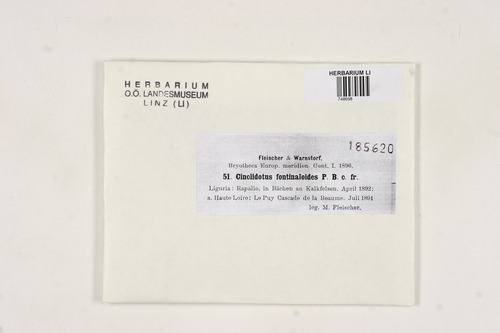 HERBARIUM
O.Ö. LANDESMUSEUM
LINZ (LI)
HERBARIUM LI
748608
185620
Fleischer & Warnstorf.
Bryotheca Europ. meridion. Cent. I. 1896.
51. Cinclidotus fontinaloides P. B. c. fr.
Liguria: Rapallo, in Bächen an Kalkfelsen. April 1892;
a. Haute Loire: Le Puy Cascade de la Beaume. Juli 1894
leg. M. Fleischer.